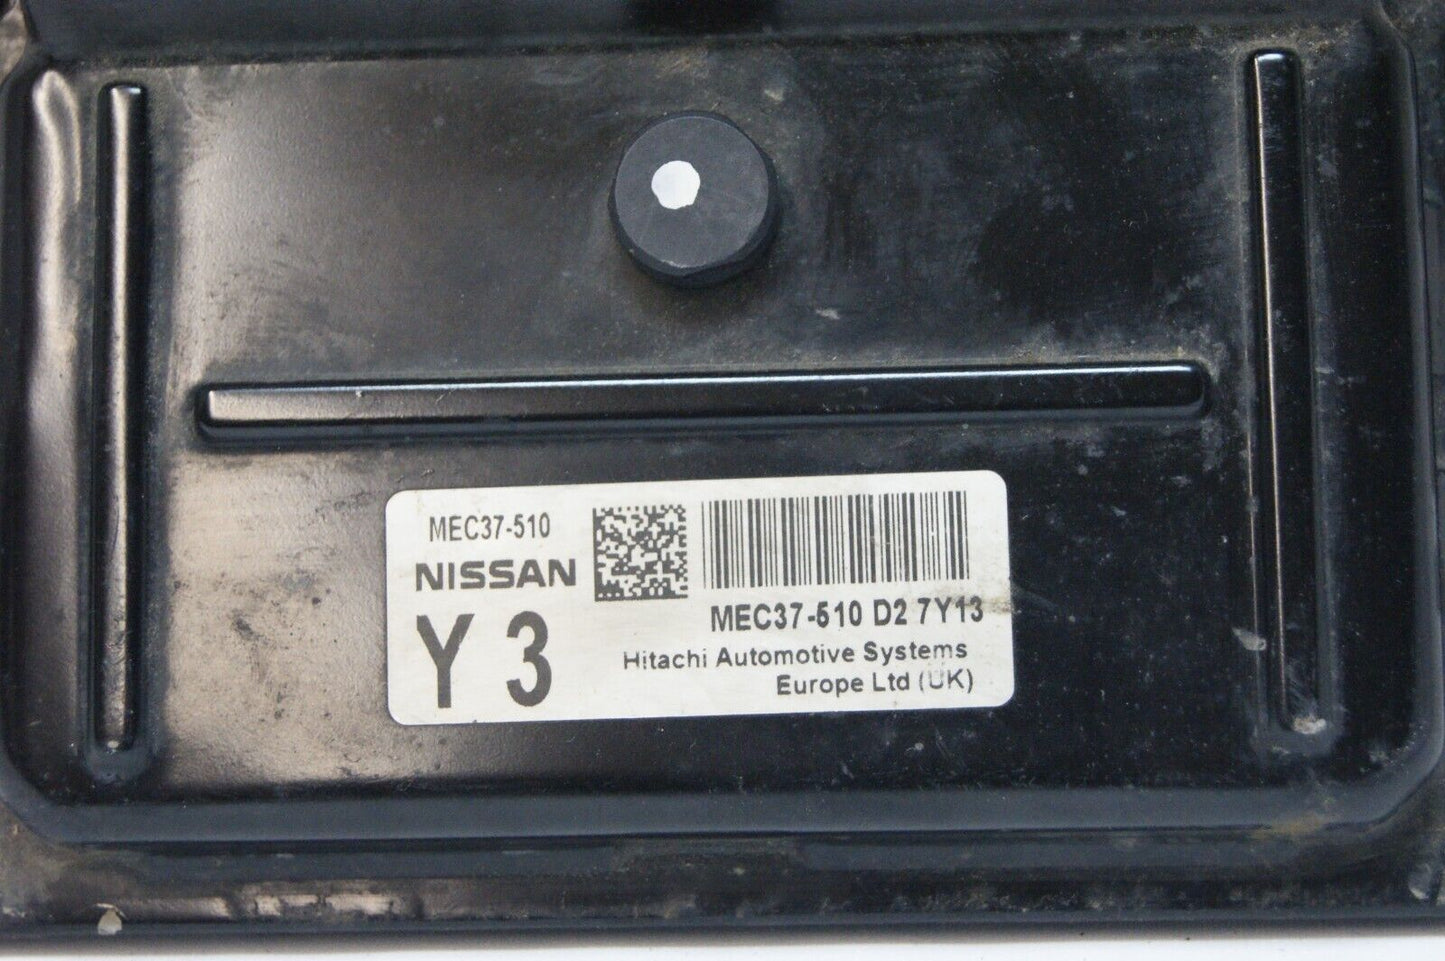 MEC37-510
NISSAN
Y 3
MEC37-510 D2 7Y13
Hitachi Automotive Systems
Europe Ltd (UK)